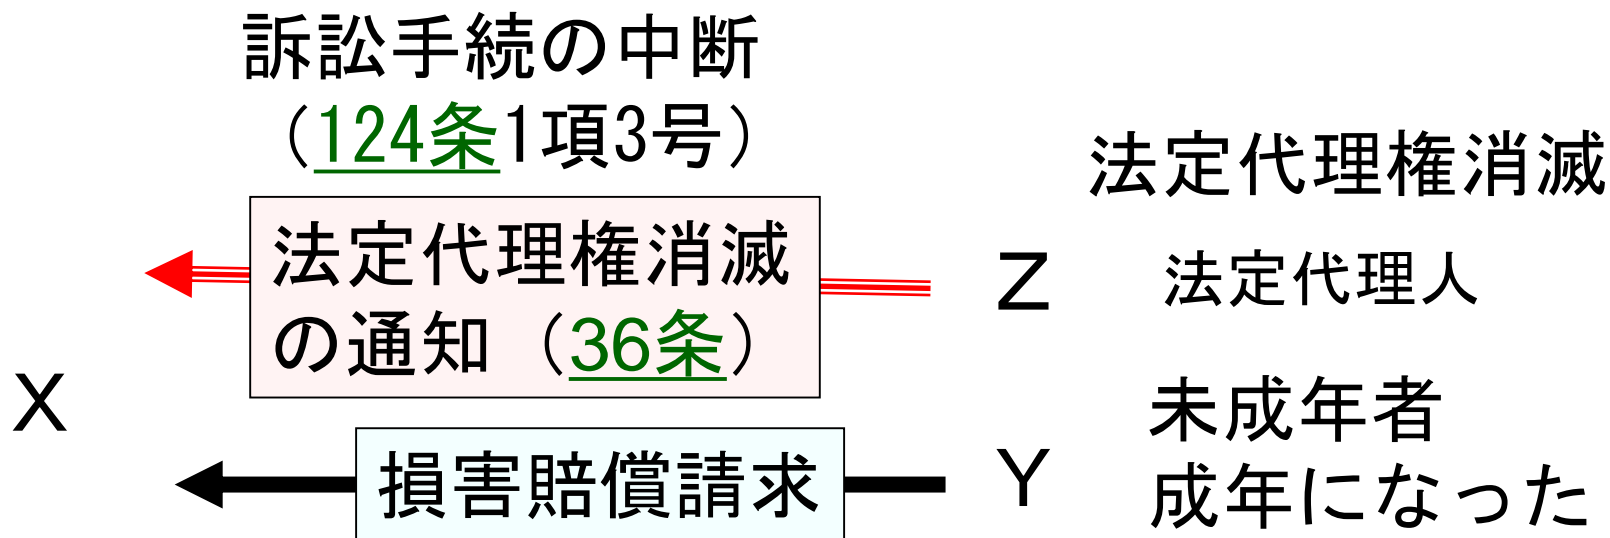 訴訟手続の中断
（124条1項3号）
法定代理権消滅
法定代理権消滅
の通知（36条）
Z
法定代理人
X
未成年者
損害賠償請求
Y
成年になった